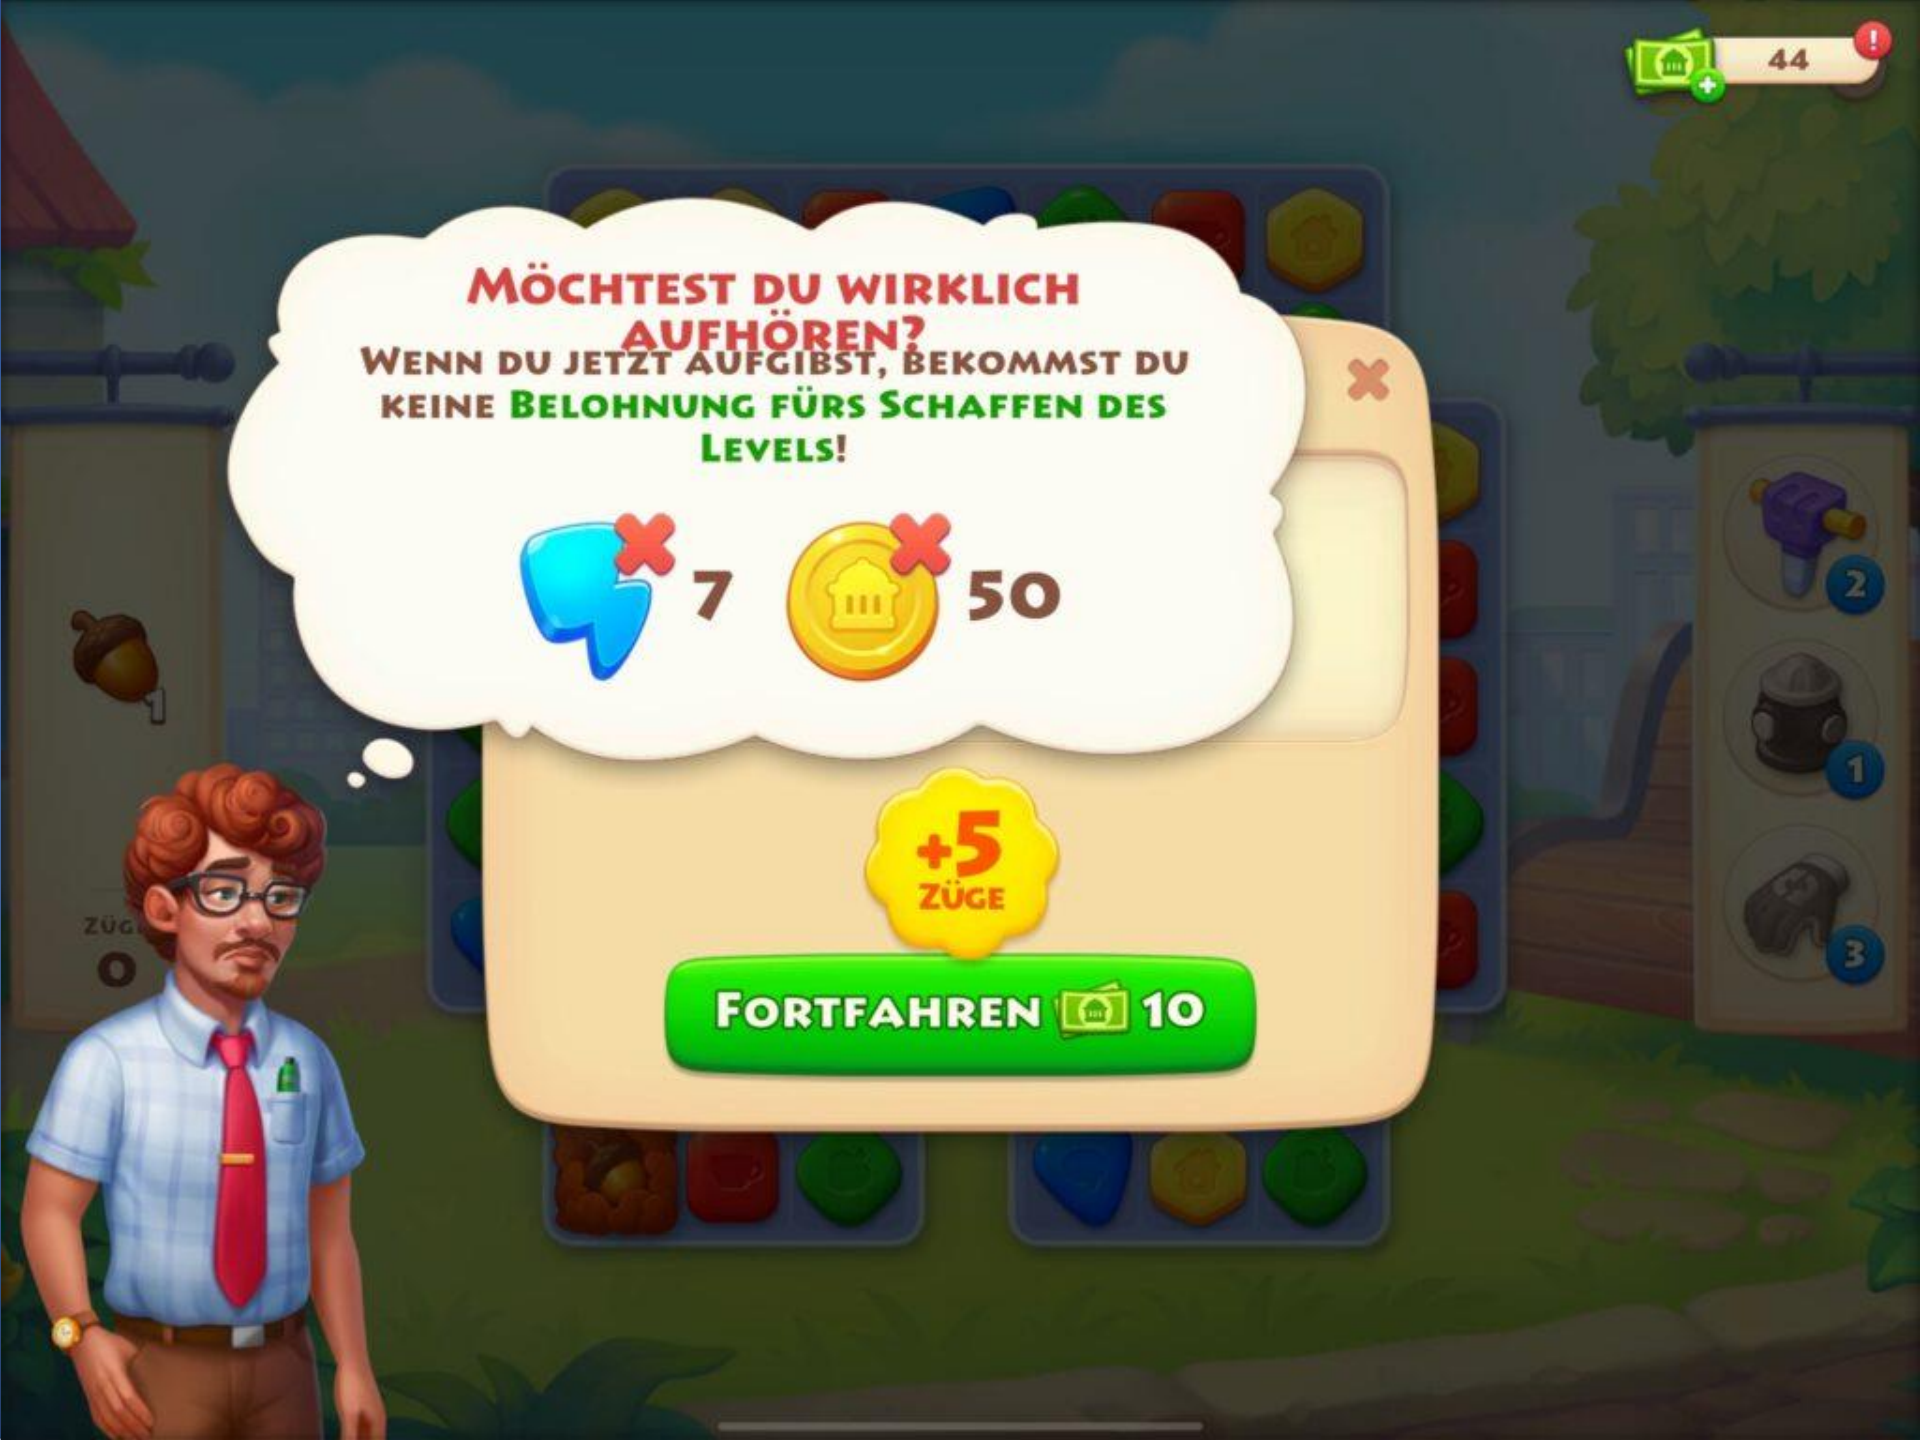 44
!
MÖCHTEST DU WIRKLICH
AUFHÖREN?
WENN DU JETZT AUFGIBST, BEKOMMST DU
KEINE BELOHNUNG FÜRS SCHAFFEN DES
LEVELS!
7
50
1
2
1
3
+5
ZÜGE
0
FORTFAHREN 10